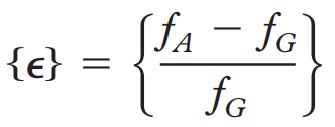 {ϵ} = { (f_A − f_G) / f_G }